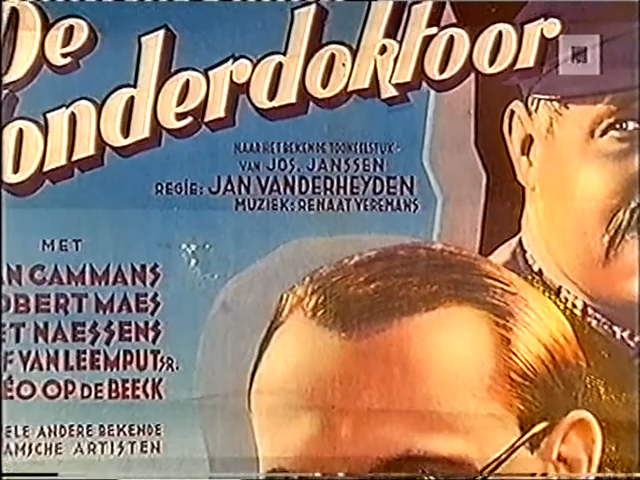 De
onderdoktoor
NAAR HET BEKENDE TOONEELSTUK-
VAN JOS. JANSSEN
REGIE: JAN VANDERHEYDEN
MUZIEK: RENAAT VEREMANS
MET
AN CAMMANS
OBERT MAES
ET NAESSENS
F VAN LEEMPUT SR.
ÉO OP DE BEECK
ELE ANDERE BEKENDE
AMSCHE ARTISTEN